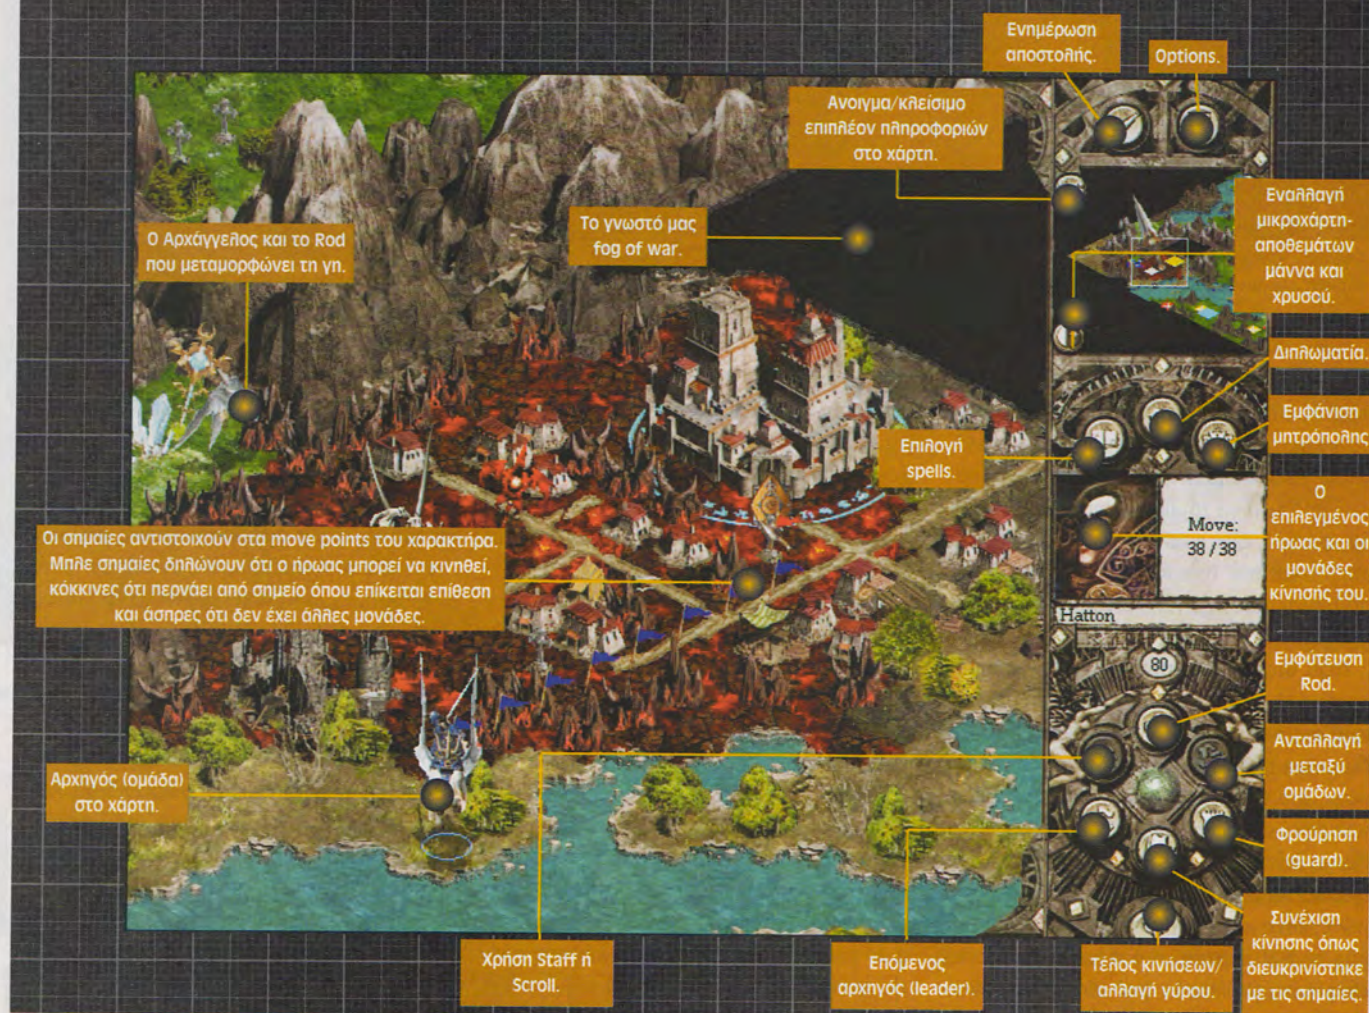 Ενημέρωση
αποστολής.
Options.
Ανοιγμα/κλείσιμο
επιπλέον πληροφοριών
στο χάρτη.
Εναλλαγή
μικροχάρτη-
αποθεμάτων
μάννα και
χρυσού.
Το γνωστό μας
fog of war.
Ο Αρχάγγελος και το Rod
που μεταμορφώνει τη γη.
Διπλωματία.
Εμφάνιση
μητρόπολης
Επιλογή
spells.
Ο
επιλεγμένος
ήρωας και οι
μονάδες
κίνησής του.
Move:
38 / 38
Οι σημαίες αντιστοιχούν στα move points του χαρακτήρα.
Μπλε σημαίες δηλώνουν ότι ο ήρωας μπορεί να κινηθεί,
κόκκινες ότι περνάει από σημείο όπου επίκειται επίθεση
και άσπρες ότι δεν έχει άλλες μονάδες.
Hatton
80
Εμφύτευση
Rod.
Ανταλλαγή
μεταξύ
ομάδων.
Αρχηγός (ομάδα)
στο χάρτη.
Φρούρηση
(guard).
Χρήση Staff ή
Scroll.
Επόμενος
αρχηγός (leader).
Τέλος κινήσεων/
αλλαγή γύρου.
Συνέχιση
κίνησης όπως
διευκρινίστηκε
με τις σημαίες.